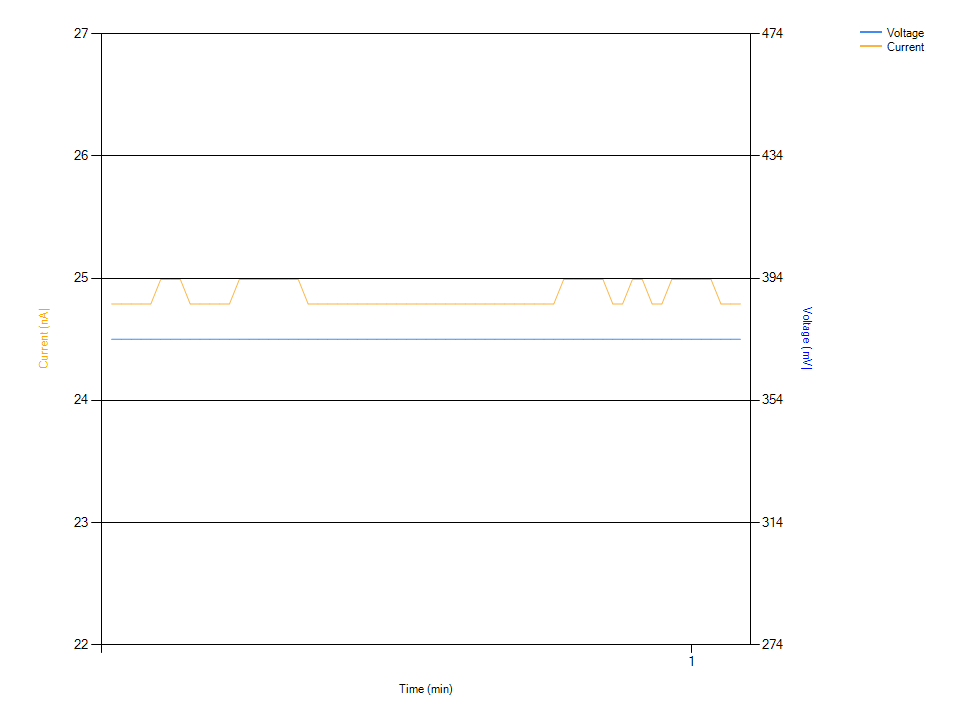 27
26
25
24
23
22
474
434
394
354
314
274
Voltage
Current
Current (nA)
Voltage (mV)
1
Time (min)